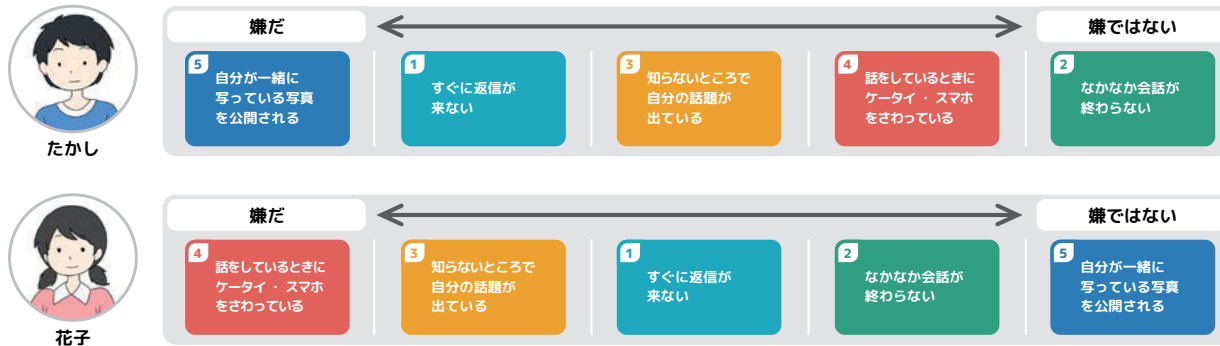 嫌だ
嫌ではない
5
自分が一緒に
写っている写真
を公開される
1
すぐに返信が
来ない
3
知らないところで
自分の話題が
出ている
4
話をしているときに
ケータイ・スマホ
をさわっている
2
なかなか会話が
終わらない
たかし
嫌だ
嫌ではない
4
話をしているときに
ケータイ・スマホ
をさわっている
3
知らないところで
自分の話題が
出ている
1
すぐに返信が
来ない
2
なかなか会話が
終わらない
5
自分が一緒に
写っている写真
を公開される
花子